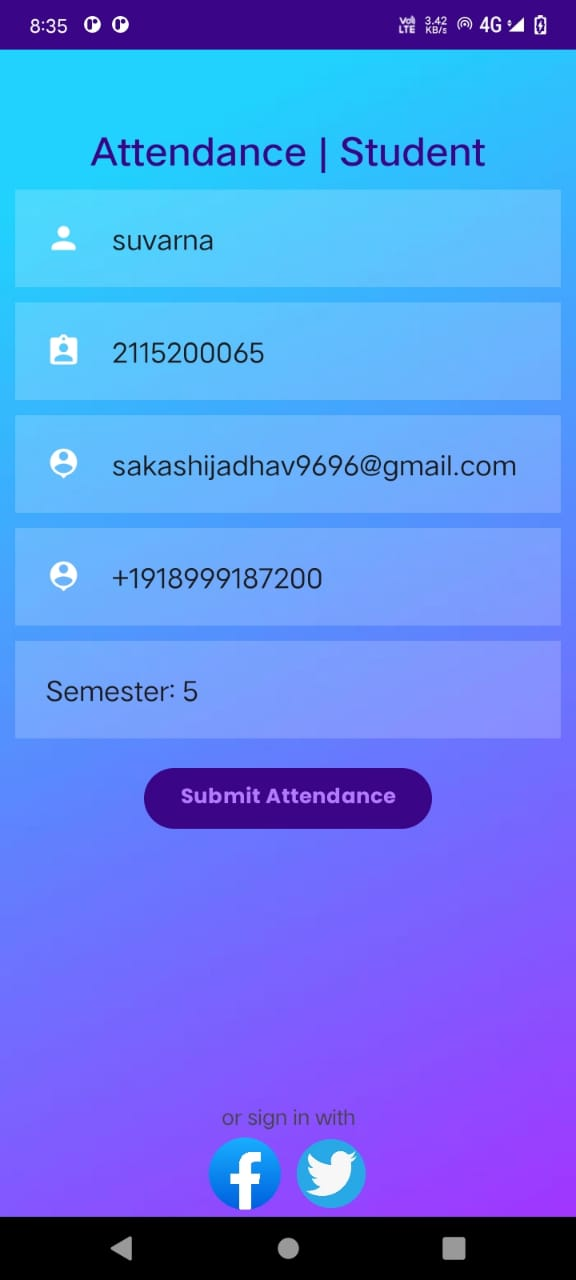 8:35
VoLTE 3.42 KB/s 4G
Attendance | Student
suvarna
2115200065
sakashijadhav9696@gmail.com
+1918999187200
Semester: 5
Submit Attendance
or sign in with